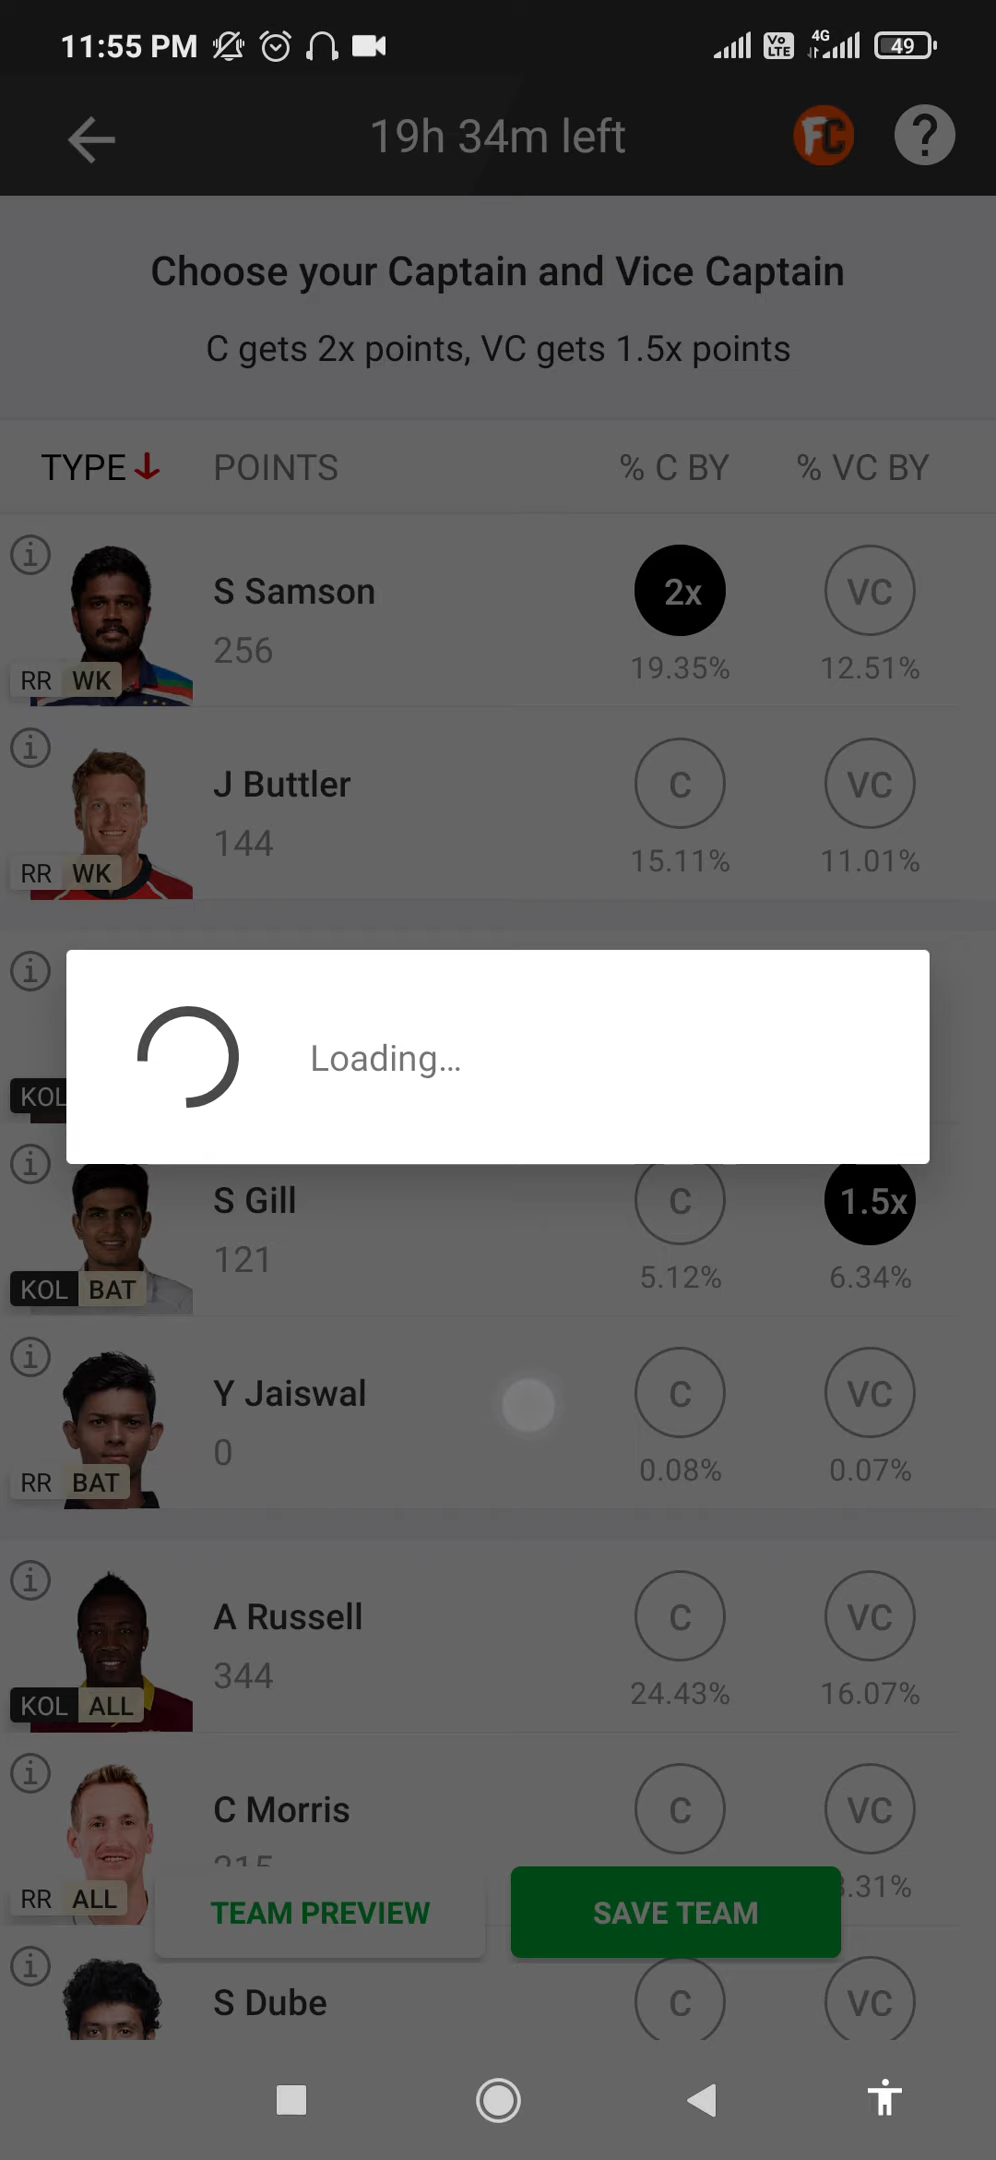 11:55 PM
Vo LTE
4G
49
19h 34m left
FC
?
Choose your Captain and Vice Captain
C gets 2x points, VC gets 1.5x points
TYPE POINTS % C BY % VC BY
S Samson
256
RR WK
2x
19.35%
VC
12.51%
J Buttler
144
RR WK
C
15.11%
VC
11.01%
KOL
Loading...
S Gill
121
KOL BAT
C
5.12%
1.5x
6.34%
Y Jaiswal
0
RR BAT
C
0.08%
VC
0.07%
A Russell
344
KOL ALL
C
24.43%
VC
16.07%
C Morris
RR ALL
C
VC
TEAM PREVIEW
SAVE TEAM
S Dube
C
VC